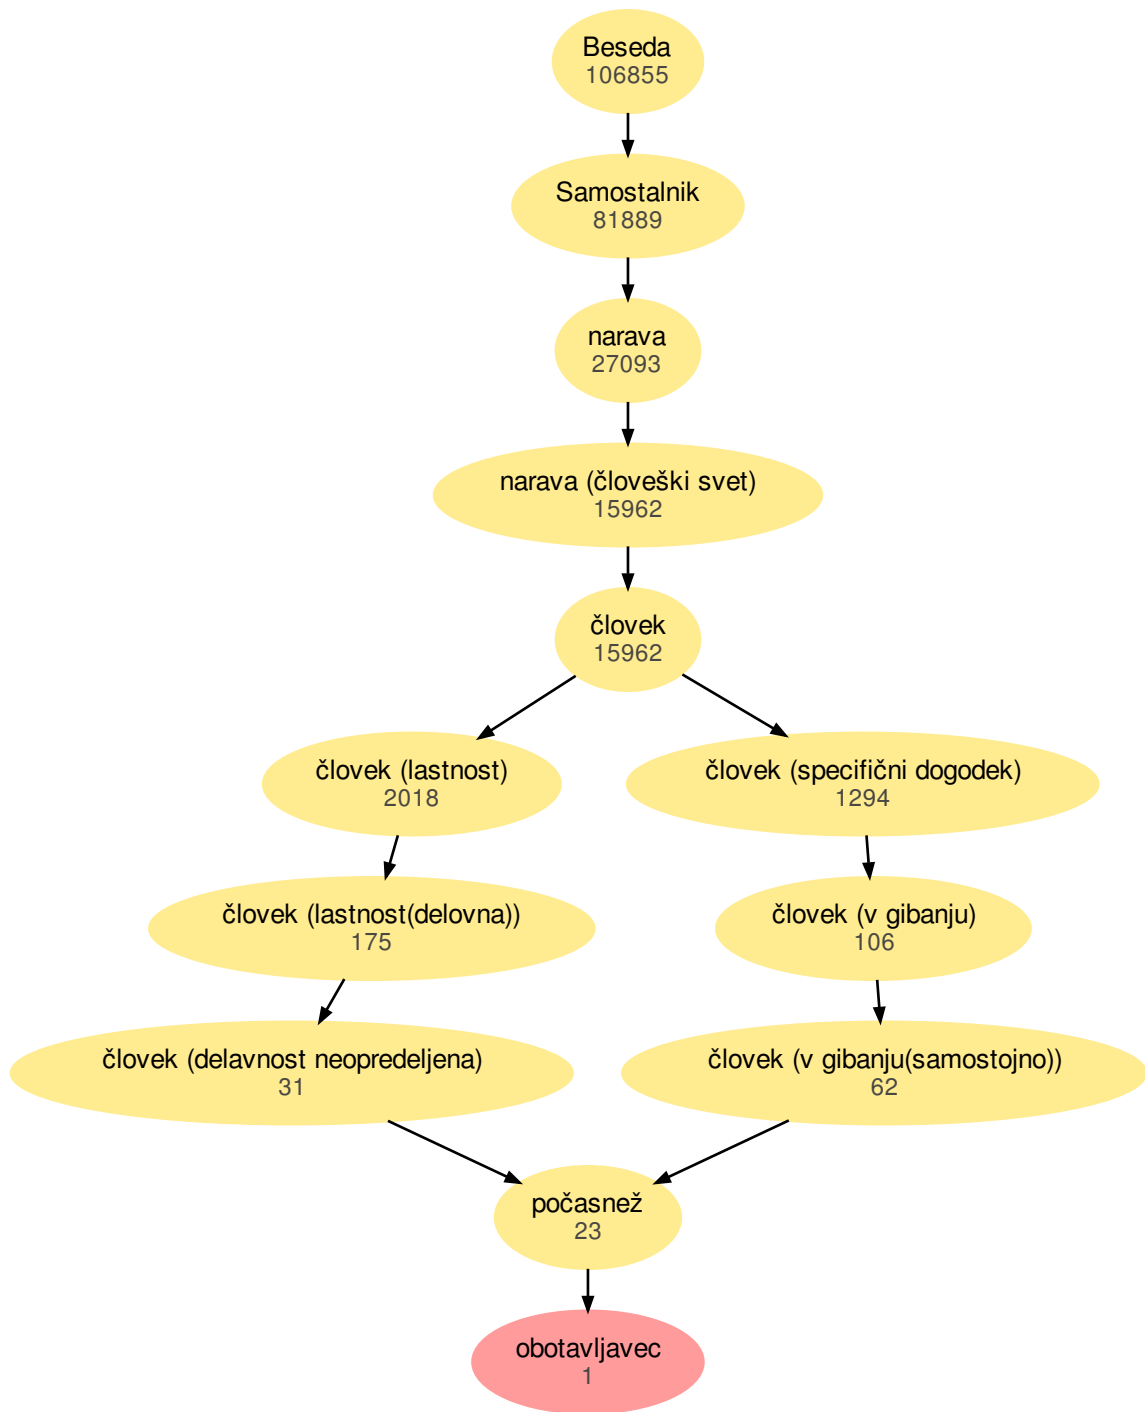 Beseda
106855
Samostalnik
81889
narava
27093
narava (človeški svet)
15962
človek
15962
človek (lastnost)
2018
človek (specifični dogodek)
1294
človek (lastnost(delovna))
175
človek (v gibanju)
106
človek (delavnost neopredeljena)
31
človek (v gibanju(samostojno))
62
počasnež
23
obotavljavec
1